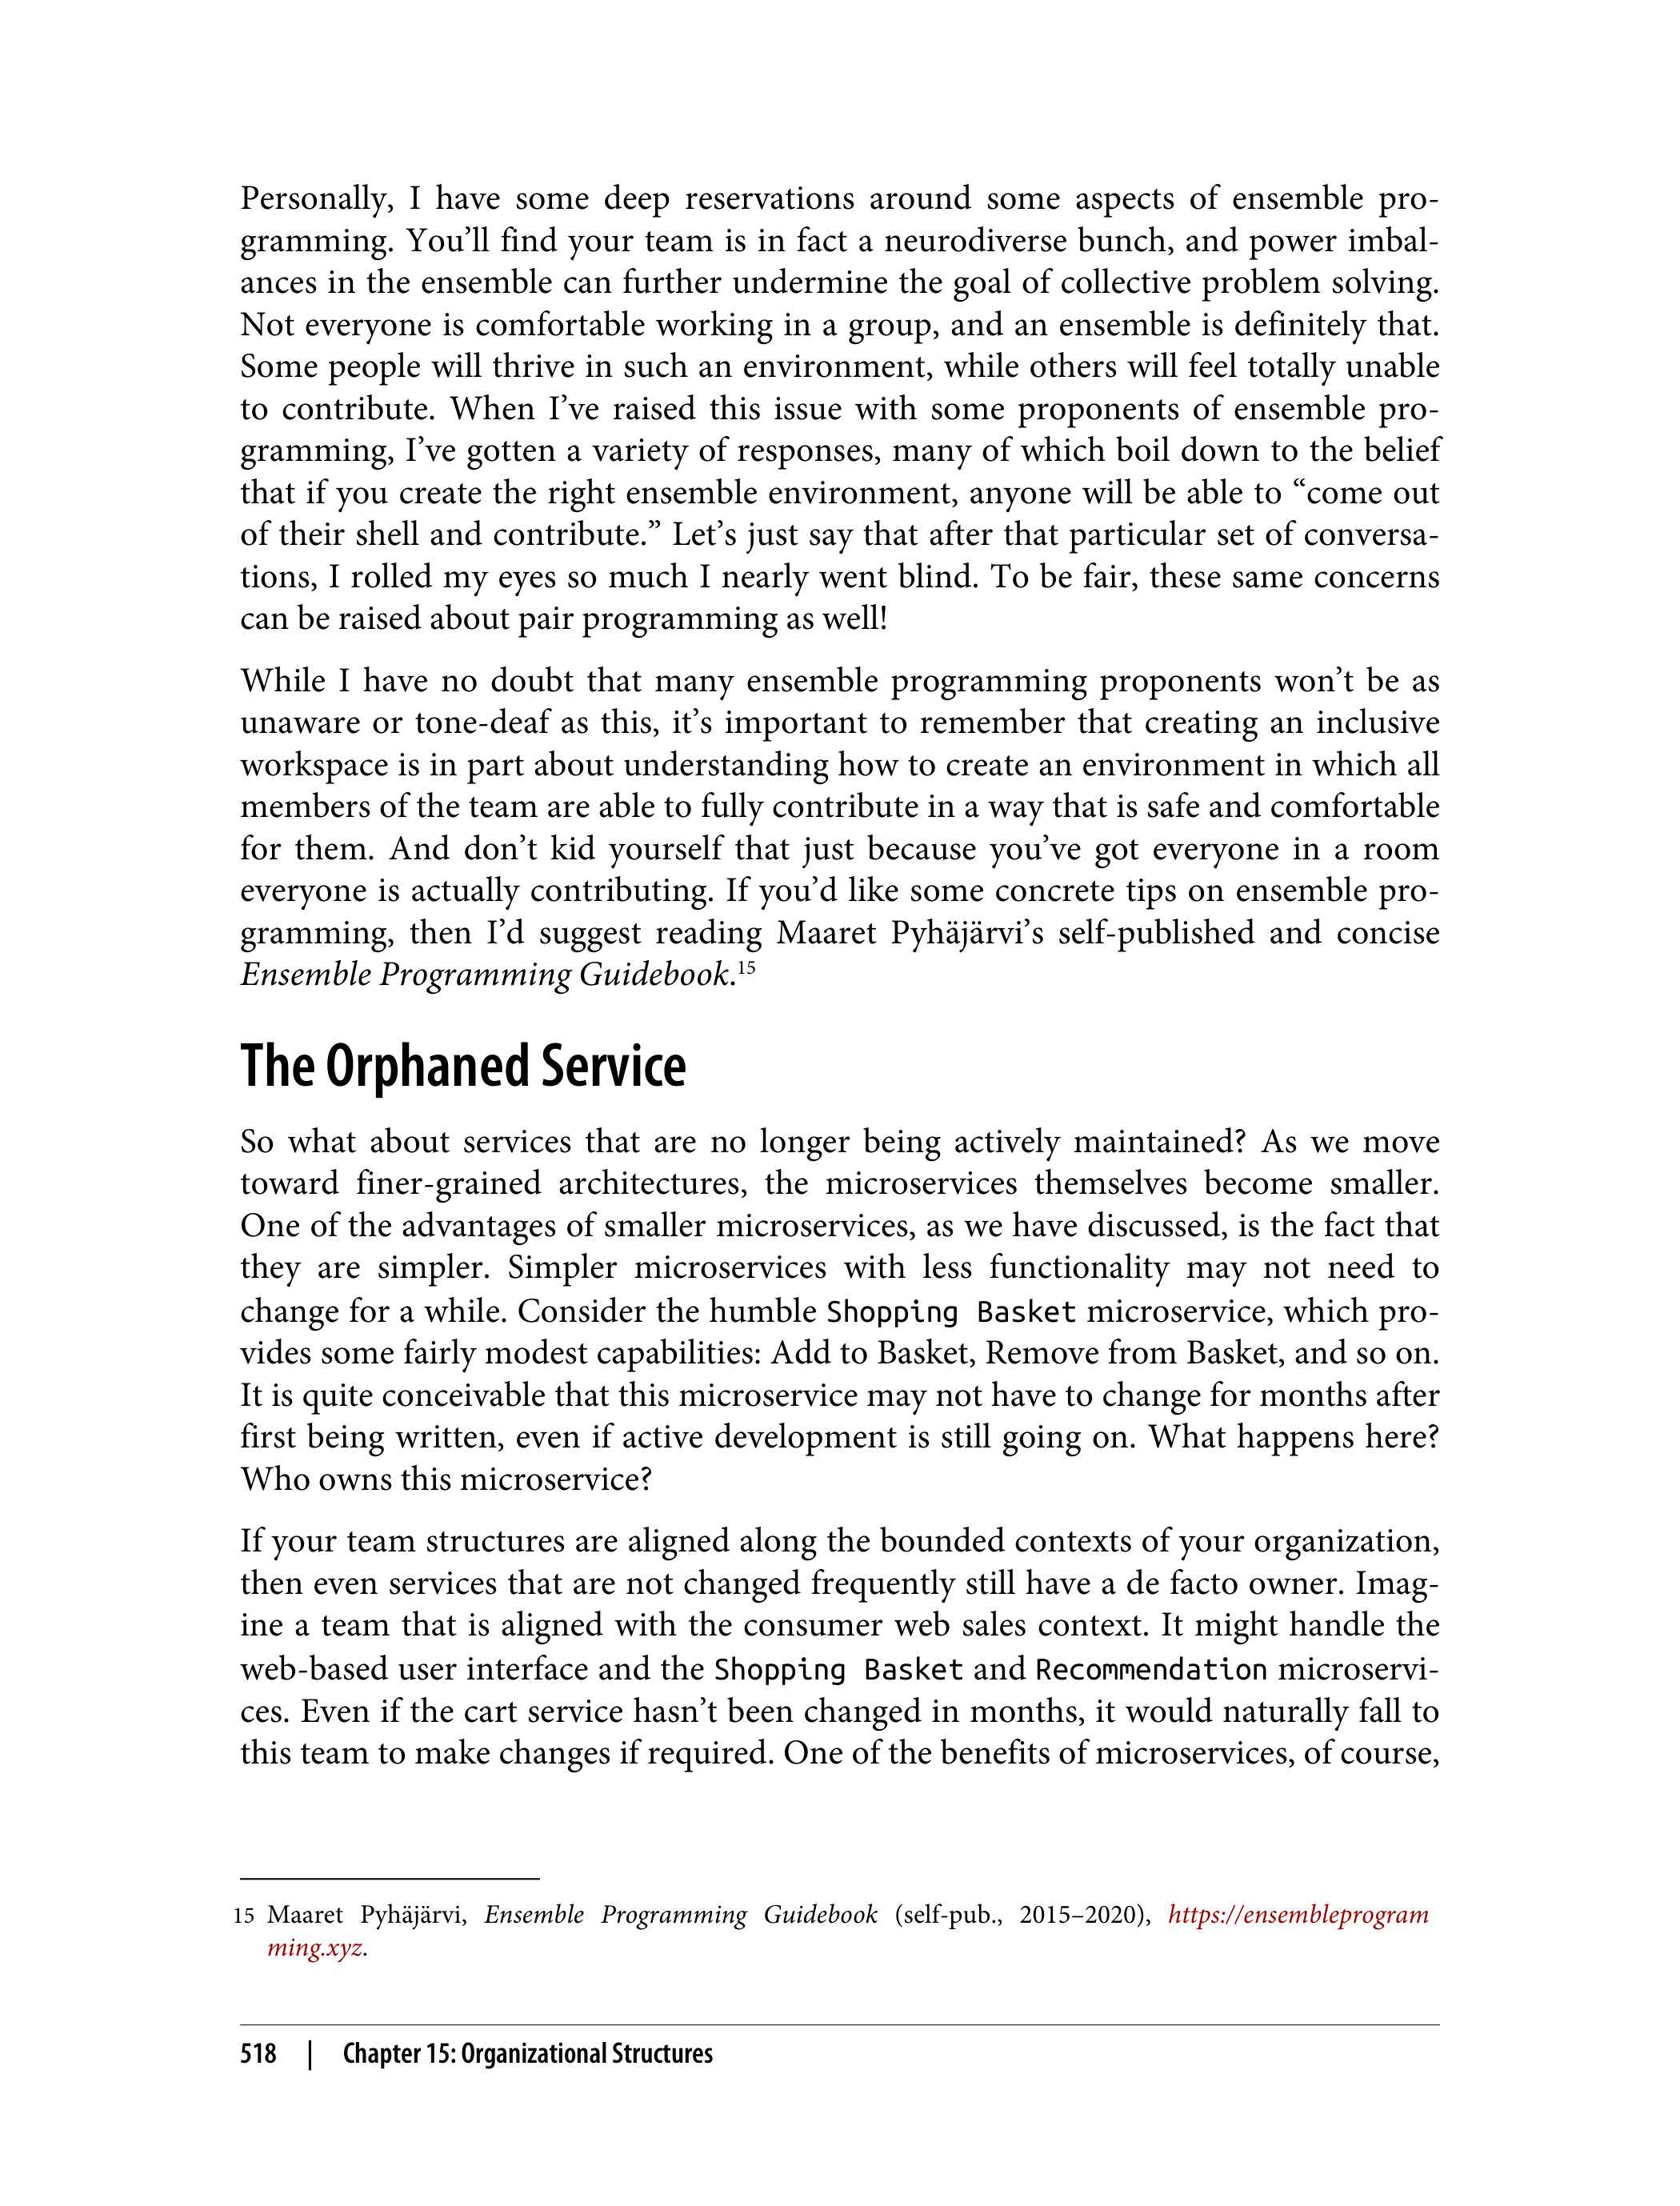 Personally, I have some deep reservations around some aspects of ensemble pro-
gramming. You’ll find your team is in fact a neurodiverse bunch, and power imbal-
ances in the ensemble can further undermine the goal of collective problem solving.
Not everyone is comfortable working in a group, and an ensemble is definitely that.
Some people will thrive in such an environment, while others will feel totally unable
to contribute. When I’ve raised this issue with some proponents of ensemble pro-
gramming, I’ve gotten a variety of responses, many of which boil down to the belief
that if you create the right ensemble environment, anyone will be able to “come out
of their shell and contribute.” Let’s just say that after that particular set of conversa-
tions, I rolled my eyes so much I nearly went blind. To be fair, these same concerns
can be raised about pair programming as well!
While I have no doubt that many ensemble programming proponents won’t be as
unaware or tone-deaf as this, it’s important to remember that creating an inclusive
workspace is in part about understanding how to create an environment in which all
members of the team are able to fully contribute in a way that is safe and comfortable
for them. And don’t kid yourself that just because you’ve got everyone in a room
everyone is actually contributing. If you’d like some concrete tips on ensemble pro-
gramming, then I’d suggest reading Maaret Pyhäjärvi’s self-published and concise
Ensemble Programming Guidebook.15
The Orphaned Service
So what about services that are no longer being actively maintained? As we move
toward finer-grained architectures, the microservices themselves become smaller.
One of the advantages of smaller microservices, as we have discussed, is the fact that
they are simpler. Simpler microservices with less functionality may not need to
change for a while. Consider the humble Shopping Basket microservice, which pro-
vides some fairly modest capabilities: Add to Basket, Remove from Basket, and so on.
It is quite conceivable that this microservice may not have to change for months after
first being written, even if active development is still going on. What happens here?
Who owns this microservice?
If your team structures are aligned along the bounded contexts of your organization,
then even services that are not changed frequently still have a de facto owner. Imag-
ine a team that is aligned with the consumer web sales context. It might handle the
web-based user interface and the Shopping Basket and Recommendation microservi-
ces. Even if the cart service hasn’t been changed in months, it would naturally fall to
this team to make changes if required. One of the benefits of microservices, of course,
15 Maaret Pyhäjärvi, Ensemble Programming Guidebook (self-pub., 2015–2020), https://ensembleprogram
ming.xyz.
518 | Chapter 15: Organizational Structures